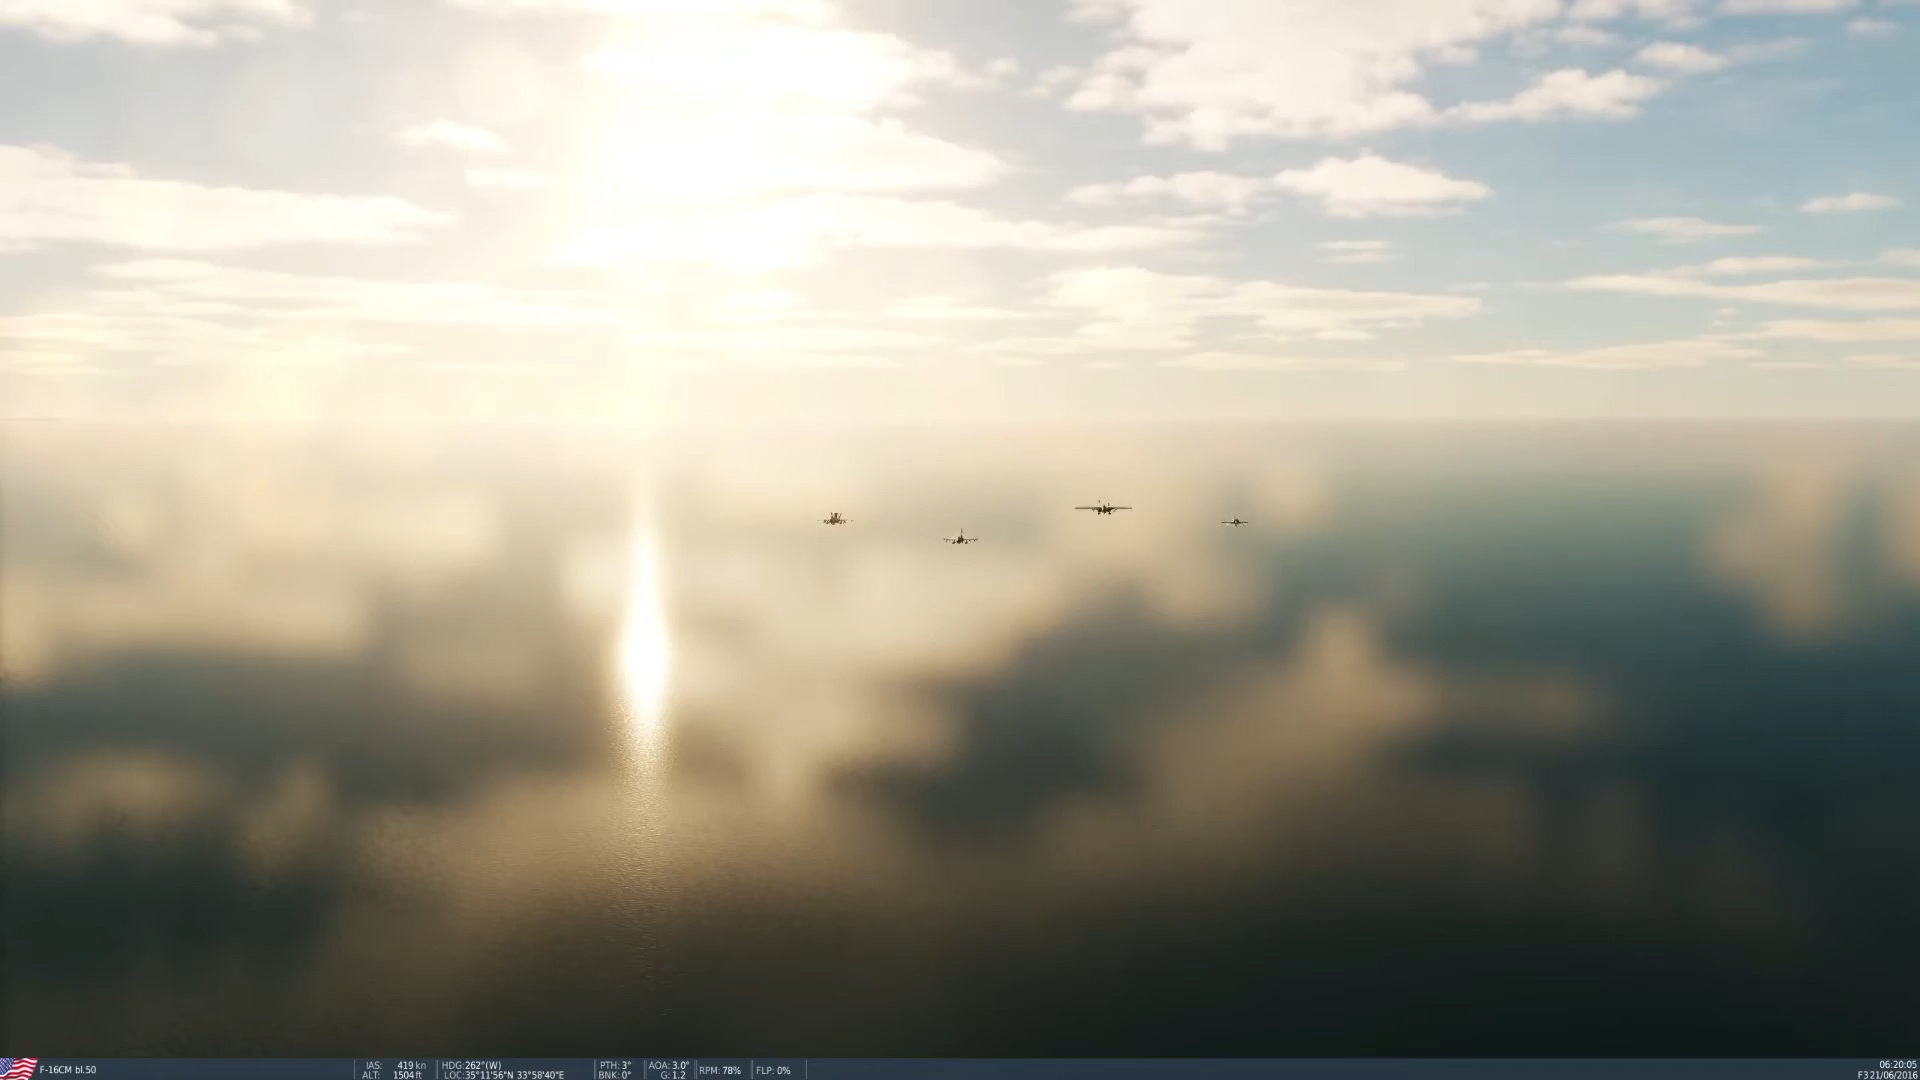 F-16CM bl.50
IAS: 419 kn
ALT: 1504 ft
HDG:262°(W)
LOC:35°11'56"N 33°58'40"E
PTH: 3°
BNK: 0°
AOA: 3.0°
G: 1.2
RPM: 78%
FLP: 0%
06:20:05
F3 21/06/2016